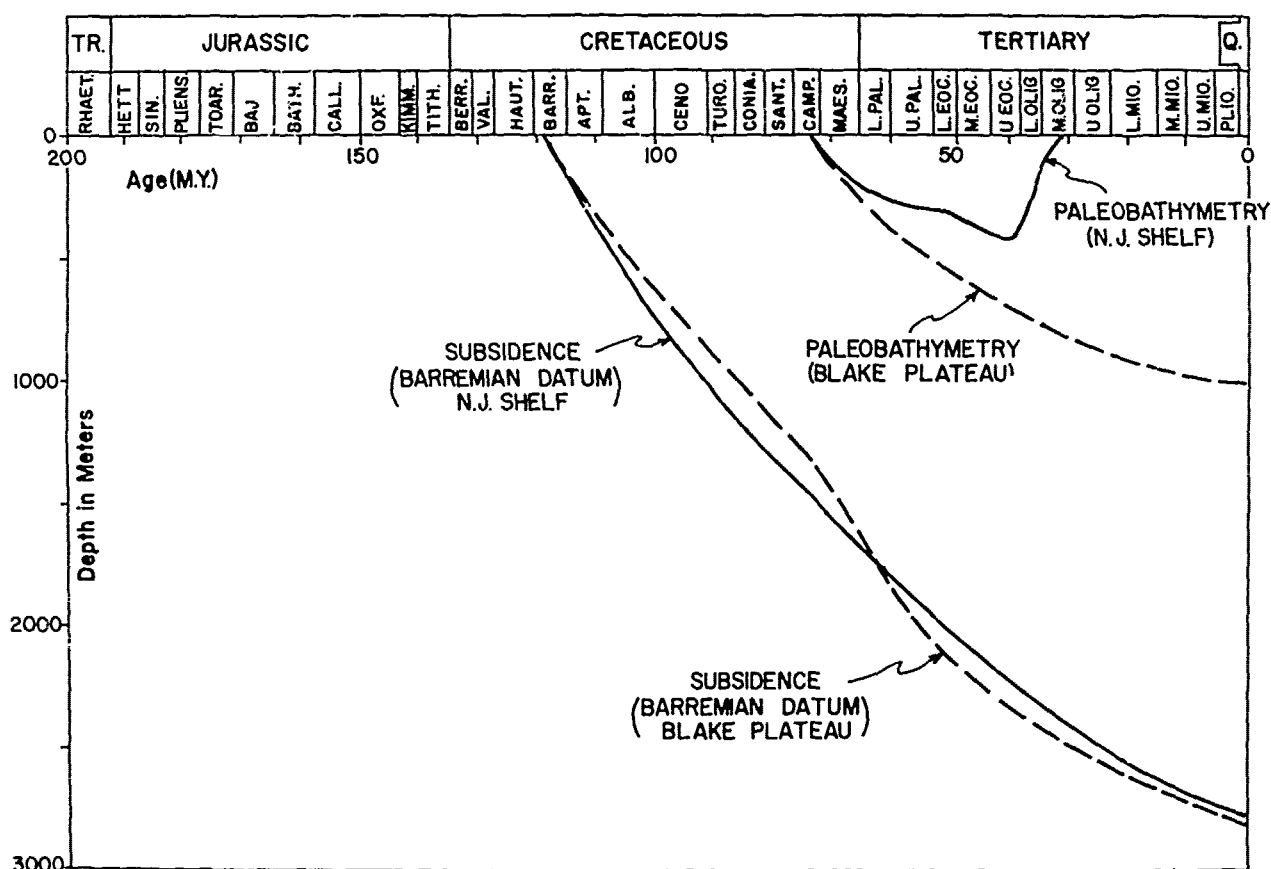 TR. JURASSIC CRETACEOUS TERTIARY Q.
RHAET. HETT SIN. PLIENS. TOAR. BAJ BATH. CALL. OXF. KIMM. TITH. BERR. VAL. HAUT. BARR. APT. ALB. CENO TURO. CONIA. SANT. CAMP. MAES. L.PAL. U.PAL. L.EOC. M.EOC. U EOC. L.OLIG M.OLIG U OLIG L.MIO. M.MIO. U.MIO. PLIO.
0
200 150 100 50 0
Age (M.Y.)
PALEOBATHYMETRY
(N.J. SHELF)
SUBSIDENCE
(BARREMIAN DATUM)
N.J. SHELF
PALEOBATHYMETRY
(BLAKE PLATEAU)
1000
Depth in Meters
2000
SUBSIDENCE
(BARREMIAN DATUM)
BLAKE PLATEAU
3000